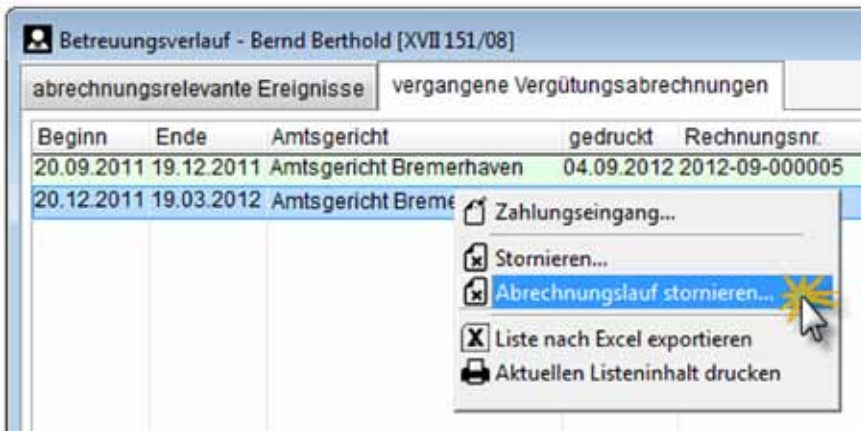 Betreuungsverlauf - Bernd Berthold [XVII 151/08]
abrechnungsrelevante Ereignisse vergangene Vergütungsabrechnungen
Beginn Ende Amtsgericht gedruckt Rechnungsnr.
20.09.2011 19.12.2011 Amtsgericht Bremerhaven 04.09.2012 2012-09-000005
20.12.2011 19.03.2012 Amtsgericht Breme
Zahlungseingang...
Stornieren...
Abrechnungslauf stornieren...
Liste nach Excel exportieren
Aktuellen Listeninhalt drucken